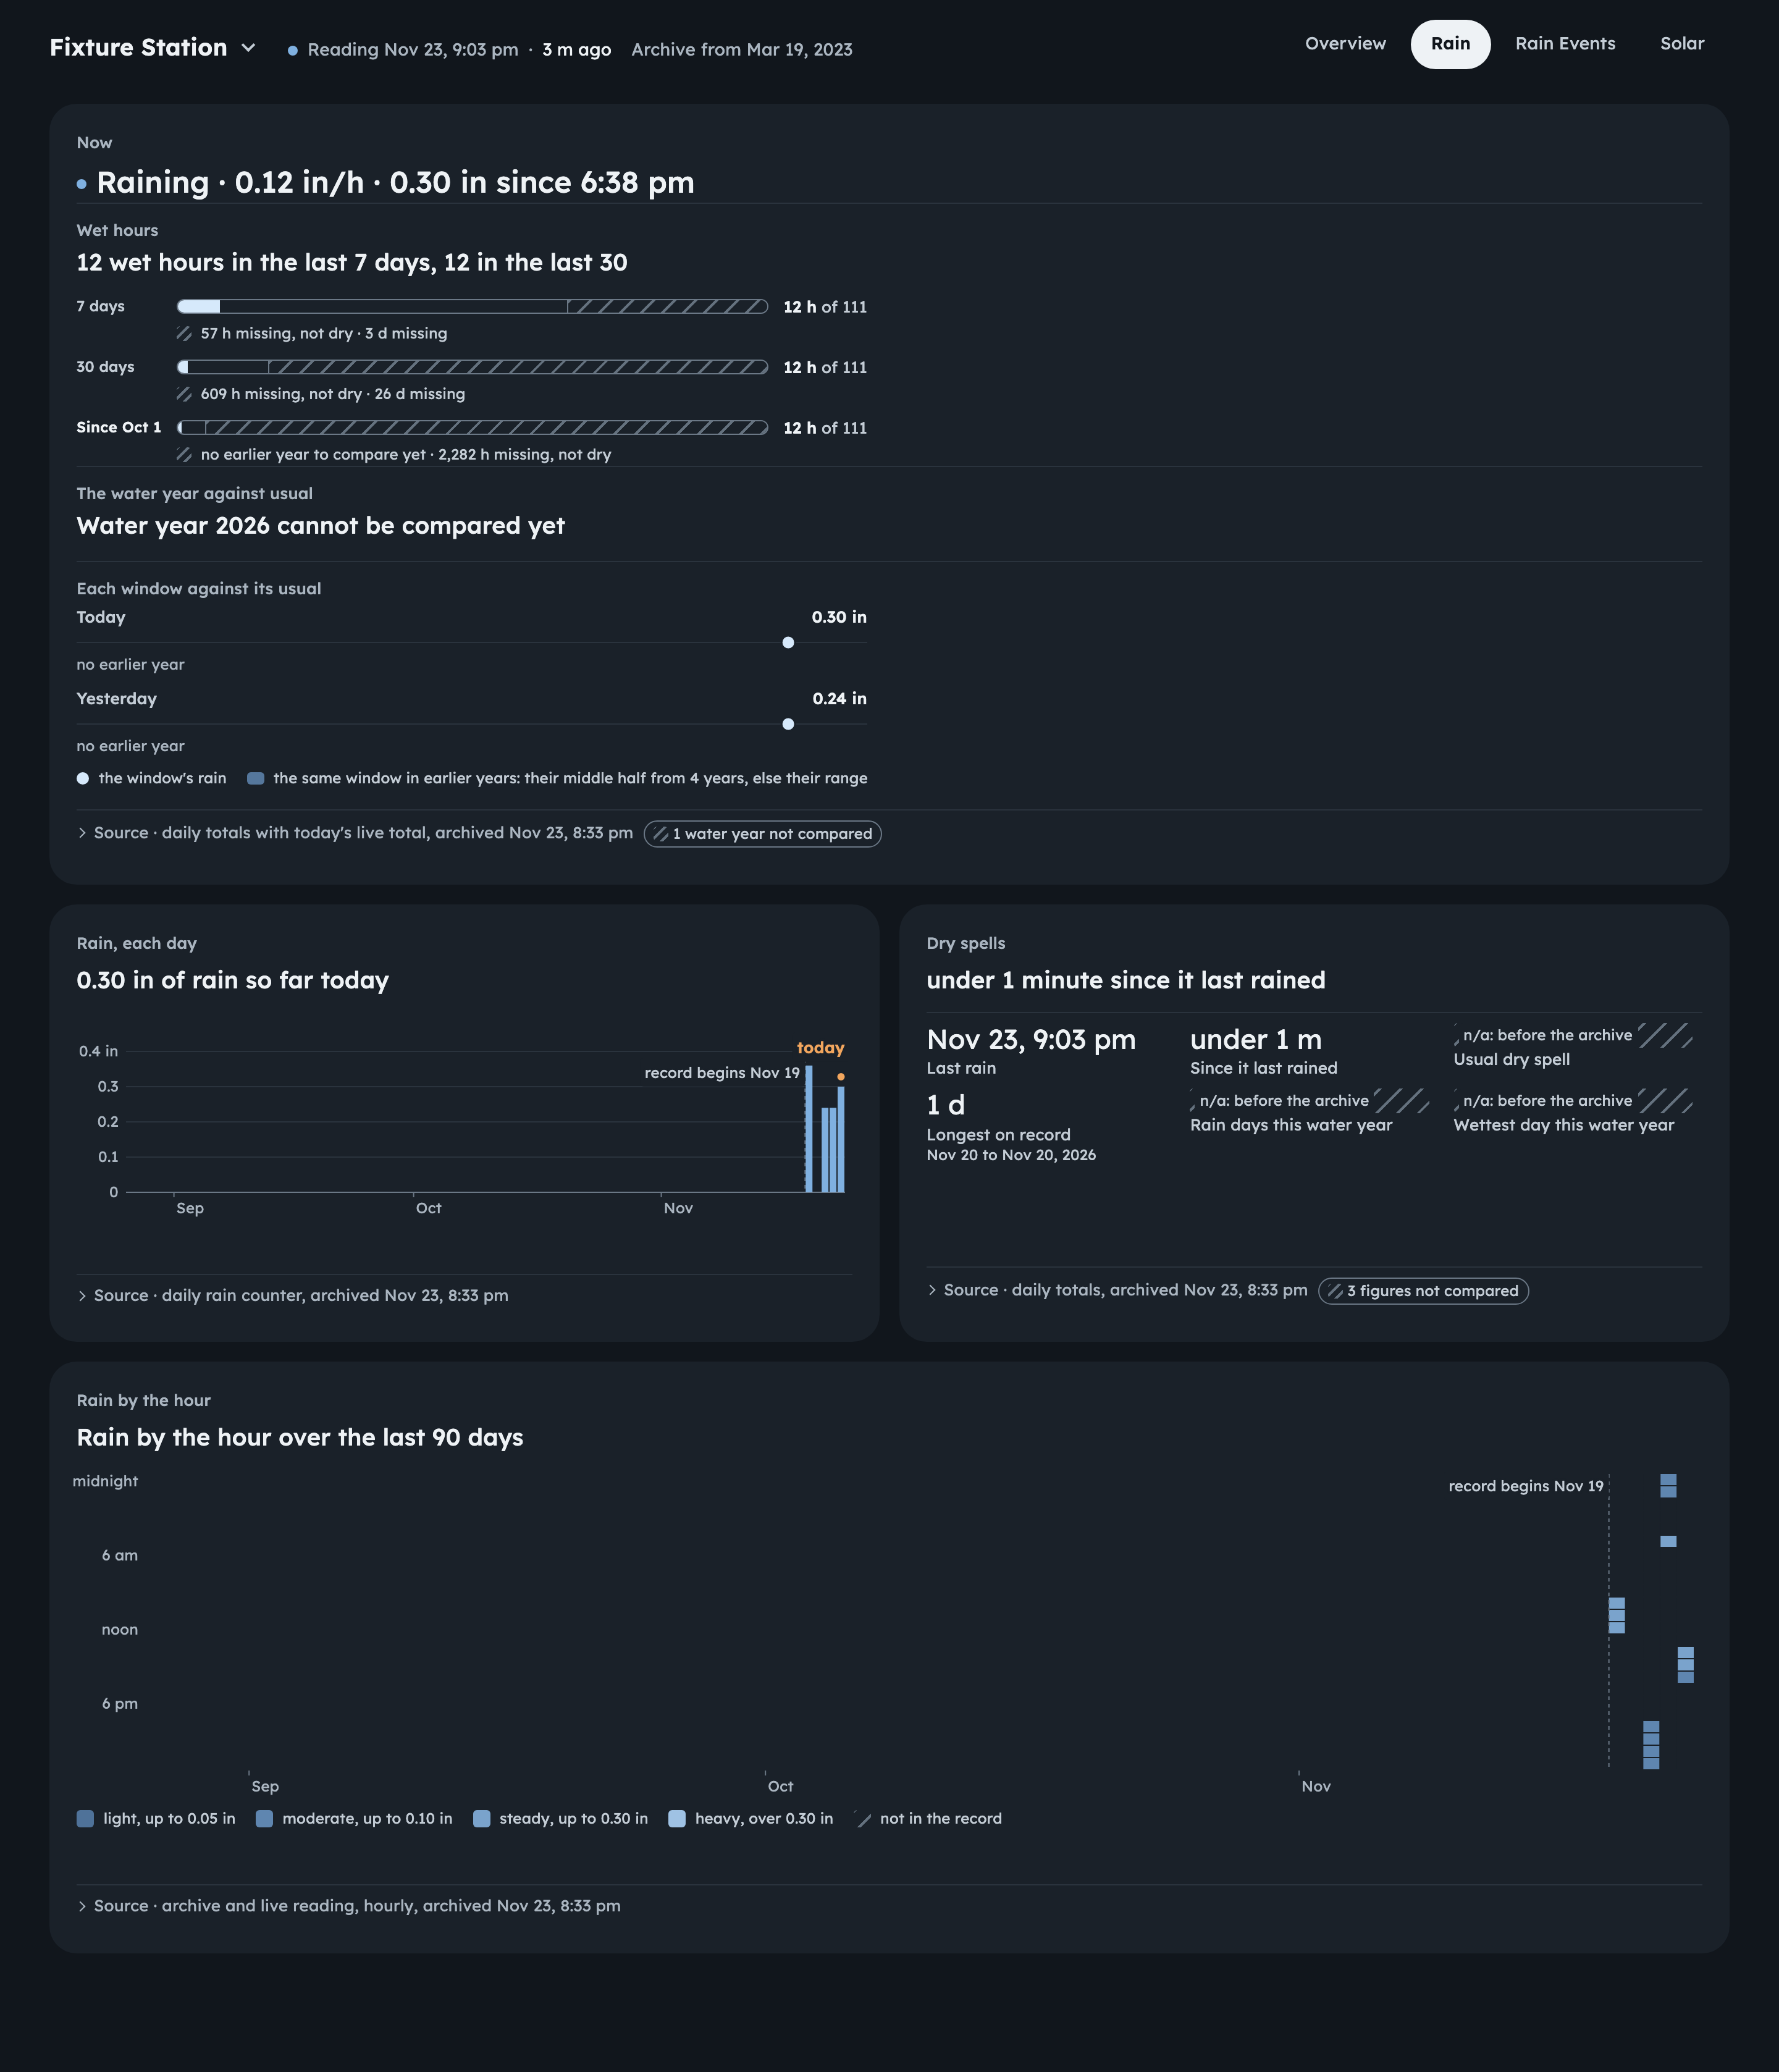 Fixture Station
Reading Nov 23, 9:03 pm · 3 m ago Archive from Mar 19, 2023
Overview Rain Rain Events Solar
Now
Raining · 0.12 in/h · 0.30 in since 6:38 pm
Wet hours
12 wet hours in the last 7 days, 12 in the last 30
7 days 12 h of 111
57 h missing, not dry · 3 d missing
30 days 12 h of 111
609 h missing, not dry · 26 d missing
Since Oct 1 12 h of 111
no earlier year to compare yet · 2,282 h missing, not dry
The water year against usual
Water year 2026 cannot be compared yet
Each window against its usual
Today 0.30 in
no earlier year
Yesterday 0.24 in
no earlier year
the window's rain the same window in earlier years: their middle half from 4 years, else their range
Source · daily totals with today's live total, archived Nov 23, 8:33 pm 1 water year not compared
Rain, each day
0.30 in of rain so far today
today
0.4 in
record begins Nov 19
0.3
0.2
0.1
0
Sep Oct Nov
Source · daily rain counter, archived Nov 23, 8:33 pm
Dry spells
under 1 minute since it last rained
Nov 23, 9:03 pm
Last rain
under 1 m
Since it last rained
n/a: before the archive
Usual dry spell
1 d
Longest on record
Nov 20 to Nov 20, 2026
n/a: before the archive
Rain days this water year
n/a: before the archive
Wettest day this water year
Source · daily totals, archived Nov 23, 8:33 pm 3 figures not compared
Rain by the hour
Rain by the hour over the last 90 days
midnight
record begins Nov 19
6 am
noon
6 pm
Sep Oct Nov
light, up to 0.05 in moderate, up to 0.10 in steady, up to 0.30 in heavy, over 0.30 in not in the record
Source · archive and live reading, hourly, archived Nov 23, 8:33 pm